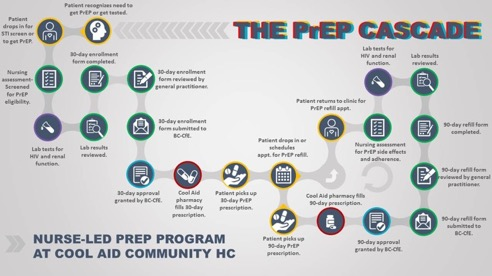 Patient recognizes need to
get PrEP or get tested.
Patient
drops in for
STI screen or
to get PrEP.
THE PrEP CASCADE
30-day enrollment
form completed.
Nursing
assessment-
Screened
for PrEP
eligibility.
30-day enrollment
form reviewed by
general practitioner.
Lab tests for
HIV and renal
function.
Lab results
reviewed.
30-day enrollment
form submitted to
BC-CfE.
30-day approval
granted by BC-CfE.
Cool Aid
pharmacy
fills 30-day
prescription.
Patient picks up
30-day PrEP
prescription.
Patient drops in or
schedules
appt. for PrEP refill.
Patient returns to clinic for
PrEP refill appt.
Nursing assessment
for PrEP side effects
and adherence.
Lab tests for
HIV and renal
function.
Lab results
reviewed.
90-day refill form
completed.
90-day refill form
reviewed by general
practitioner.
90-day refill form
submitted to
BC-CfE.
90-day approval
granted by BC-CfE.
Cool Aid pharmacy fills
90-day prescription.
Patient picks up
90-day PrEP
prescription.
NURSE-LED PREP PROGRAM
AT COOL AID COMMUNITY HC